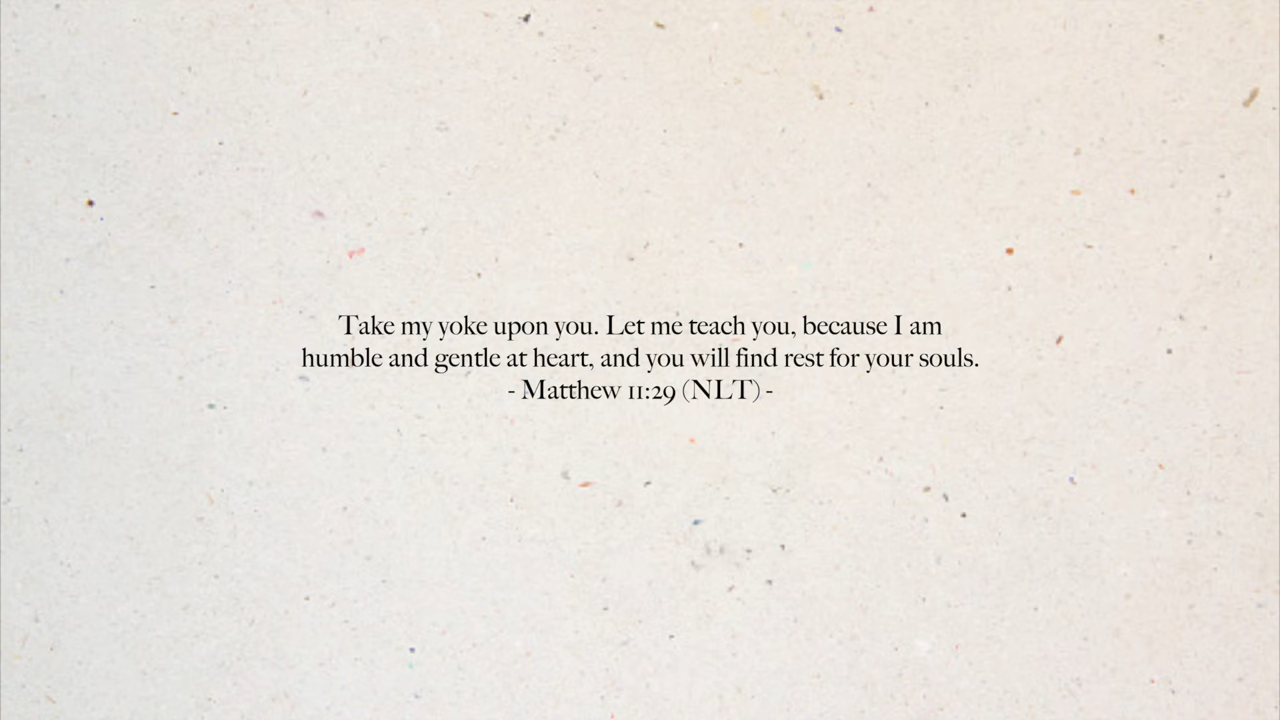 Take my yoke upon you. Let me teach you, because I am
humble and gentle at heart, and you will find rest for your souls.
- Matthew 11:29 (NLT) -